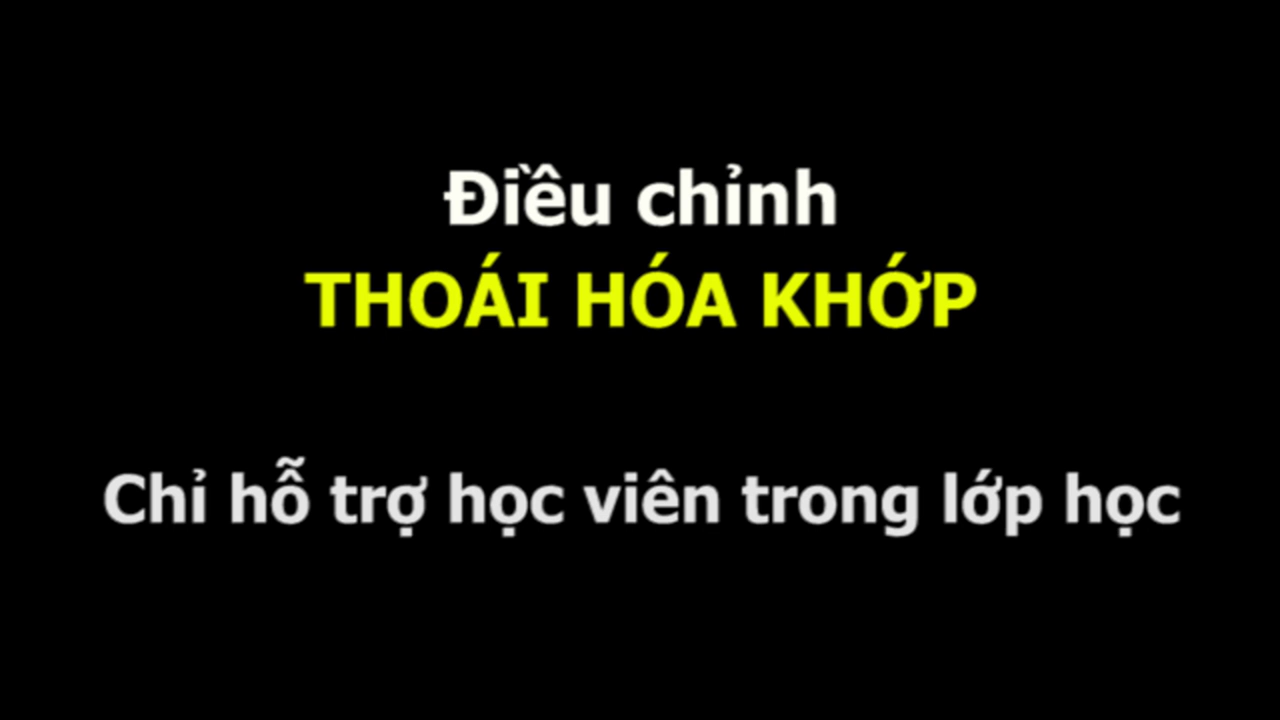 Điều chỉnh
THOÁI HÓA KHỚP
Chỉ hỗ trợ học viên trong lớp học